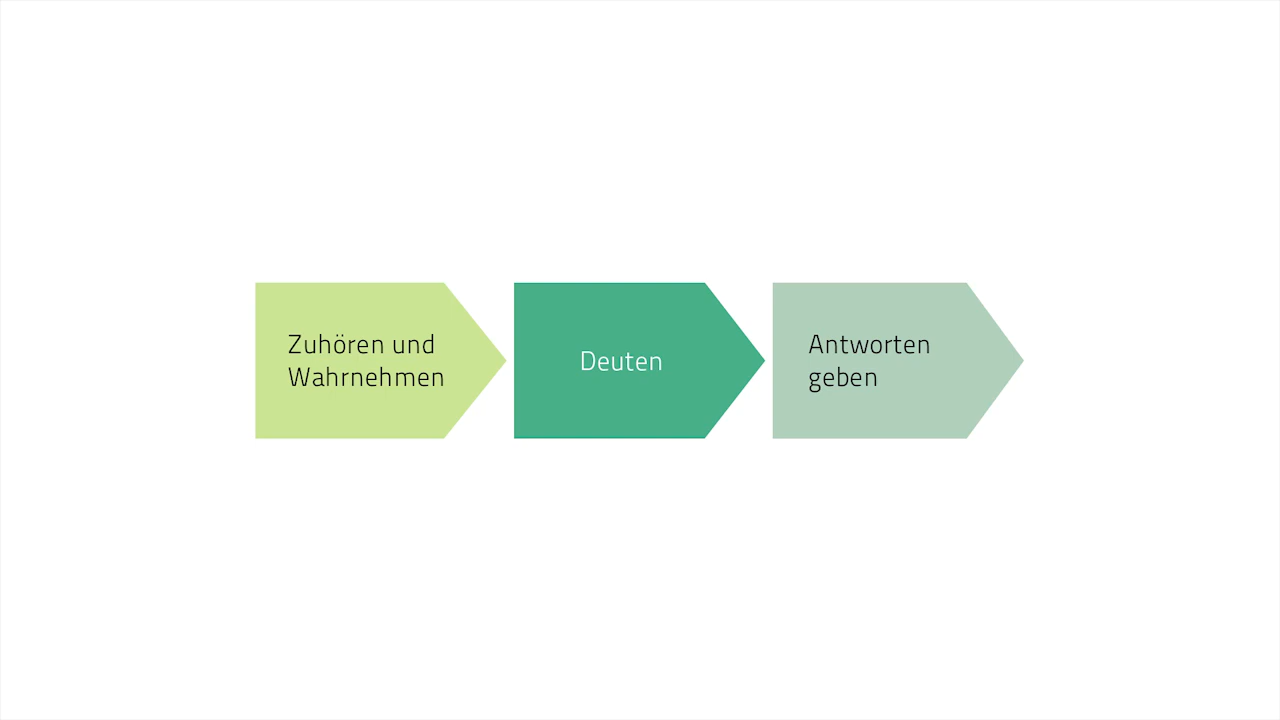 Zuhören und
Wahrnehmen
Deuten
Antworten
geben